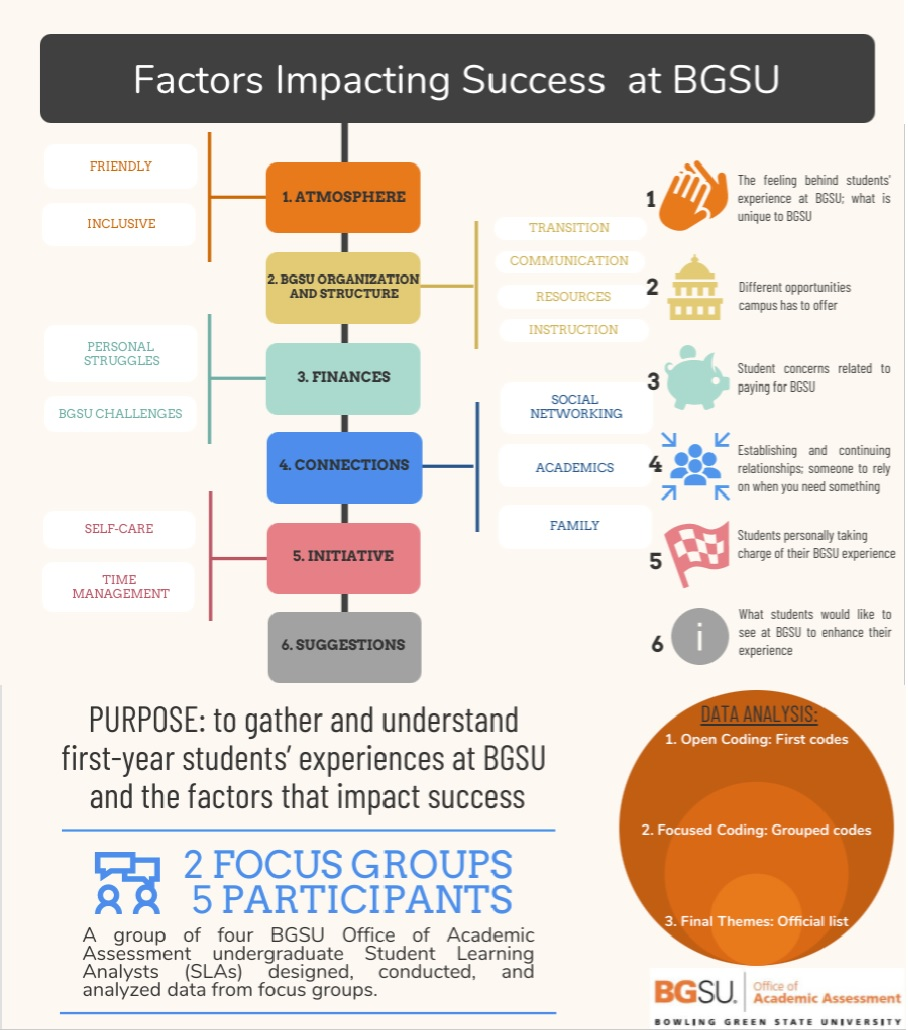 Factors Impacting Success at BGSU
FRIENDLY
INCLUSIVE
1. ATMOSPHERE
2. BGSU ORGANIZATION
AND STRUCTURE
TRANSITION
COMMUNICATION
RESOURCES
INSTRUCTION
PERSONAL
STRUGGLES
BGSU CHALLENGES
3. FINANCES
4. CONNECTIONS
SOCIAL
NETWORKING
ACADEMICS
FAMILY
SELF-CARE
TIME
MANAGEMENT
5. INITIATIVE
6. SUGGESTIONS
1
The feeling behind students'
experience at BGSU; what is
unique to BGSU
2
Different opportunities
campus has to offer
3
Student concerns related to
paying for BGSU
4
Establishing and continuing
relationships; someone to rely
on when you need something
5
Students personally taking
charge of their BGSU experience
6
i
What students would like to
see at BGSU to enhance their
experience
PURPOSE: to gather and understand
first-year students' experiences at BGSU
and the factors that impact success
2 FOCUS GROUPS
5 PARTICIPANTS
A group of four BGSU Office of Academic
Assessment undergraduate Student Learning
Analysts (SLAs) designed, conducted, and
analyzed data from focus groups.
DATA ANALYSIS:
1. Open Coding: First codes
2. Focused Coding: Grouped codes
3. Final Themes: Official list
BGSU.
Office of
Academic Assessment
BOWLING GREEN STATE UNIVERSITY